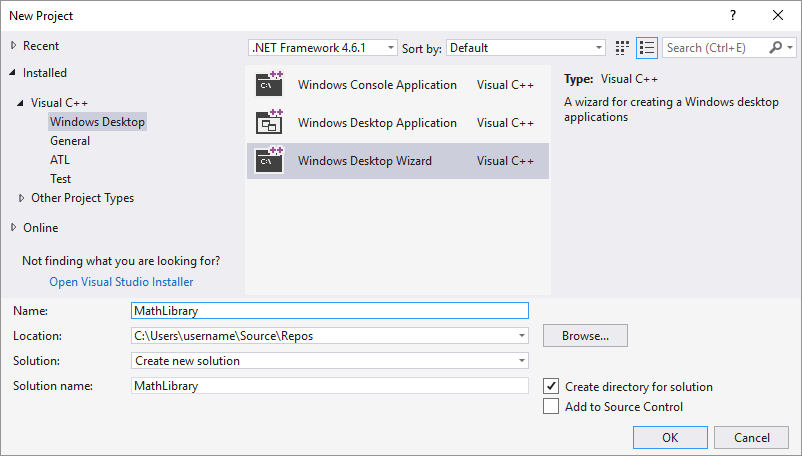 New Project
Recent
.NET Framework 4.6.1 Sort by: Default Search (Ctrl+E)
Installed
Visual C++
Windows Desktop
General
ATL
Test
Other Project Types
Online
Not finding what you are looking for?
Open Visual Studio Installer
Windows Console Application Visual C++
Windows Desktop Application Visual C++
Windows Desktop Wizard Visual C++
Type: Visual C++
A wizard for creating a Windows desktop
applications
Name: MathLibrary
Location: C:\Users\username\Source\Repos Browse...
Solution: Create new solution
Solution name: MathLibrary
Create directory for solution
Add to Source Control
OK Cancel